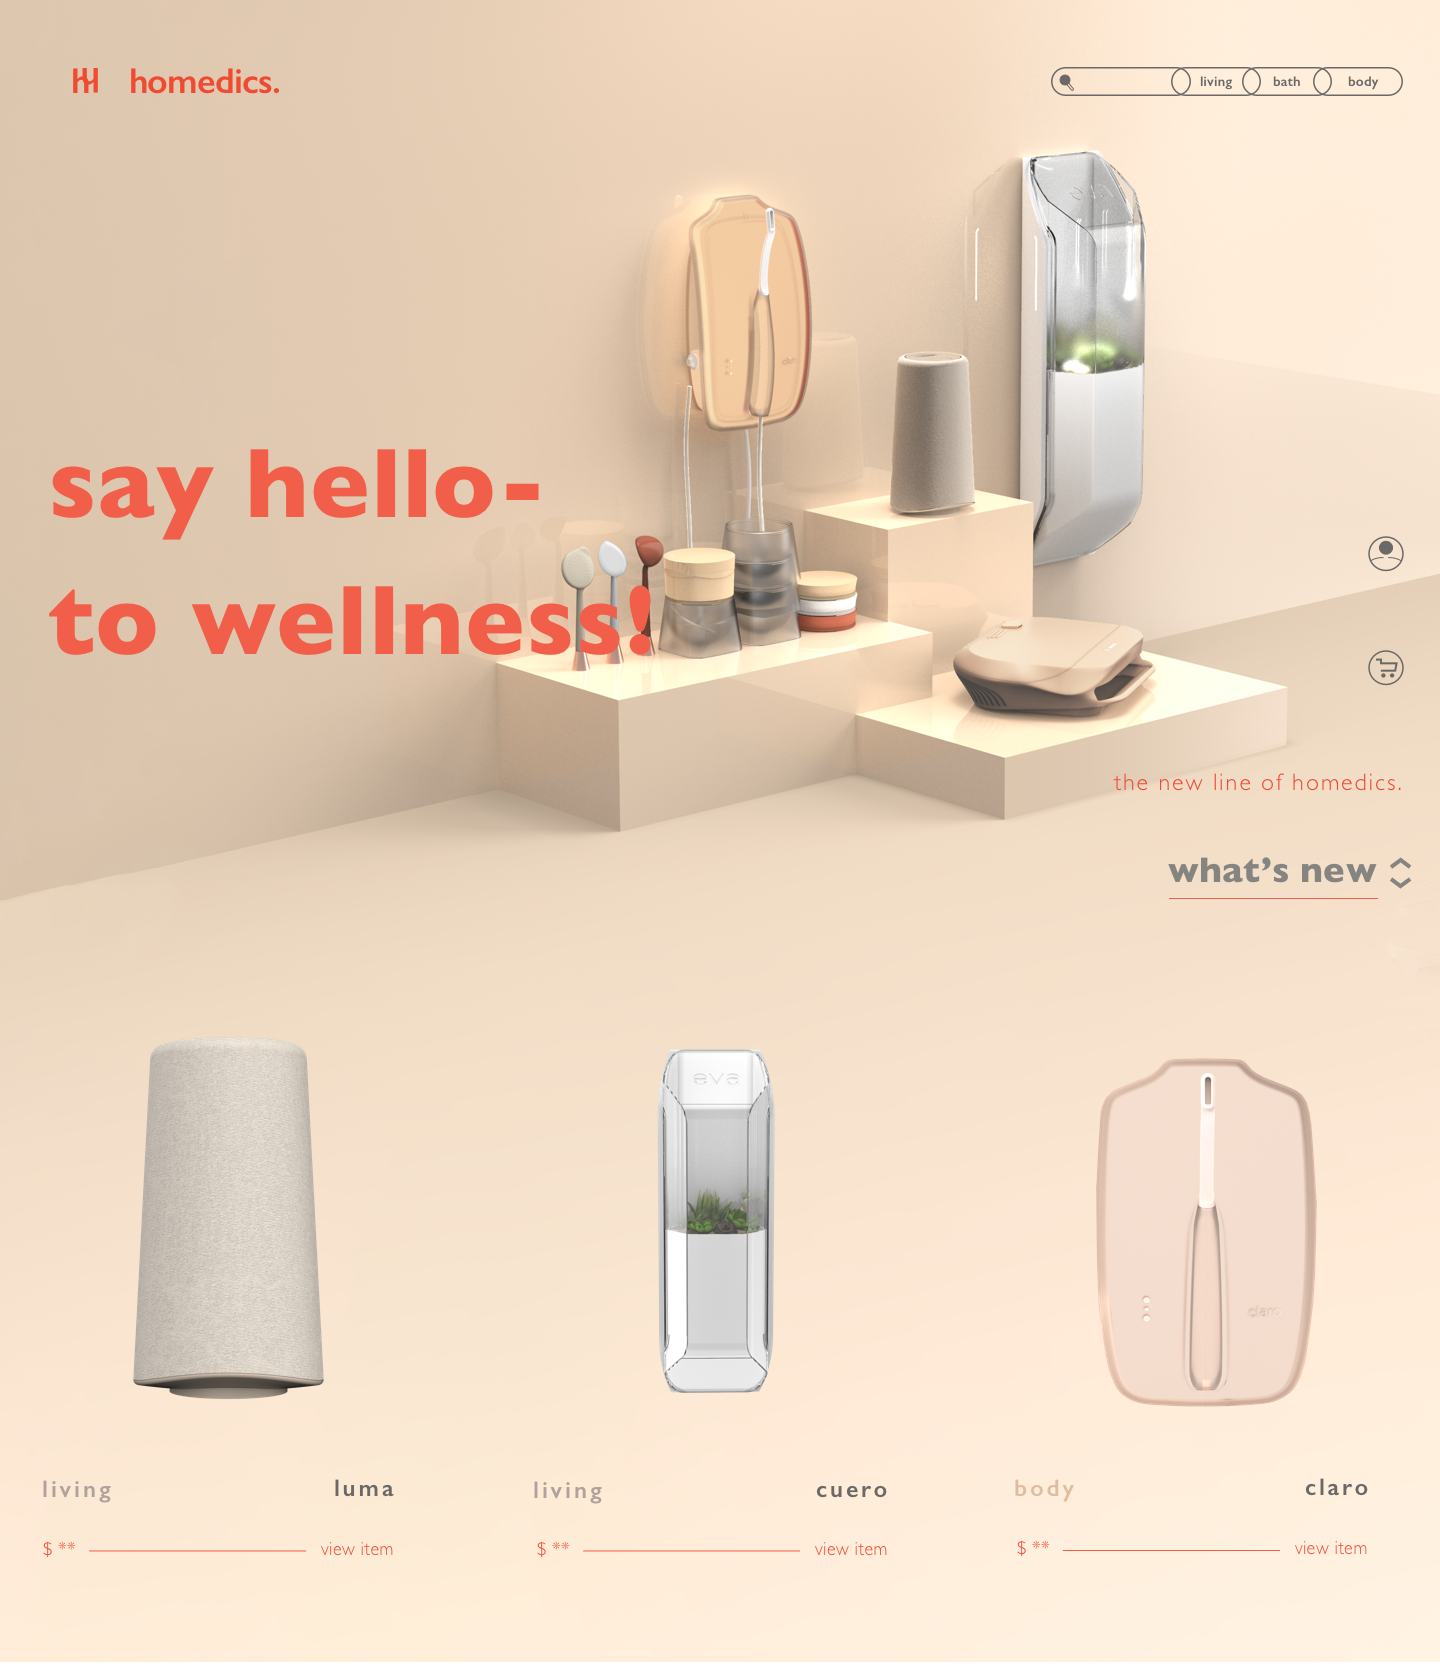 homedics.
living bath body
say hello-
to wellness!
the new line of homedics.
what's new
eva
claro
living luma
living cuero
body claro
$ ** view item
$ ** view item
$ ** view item